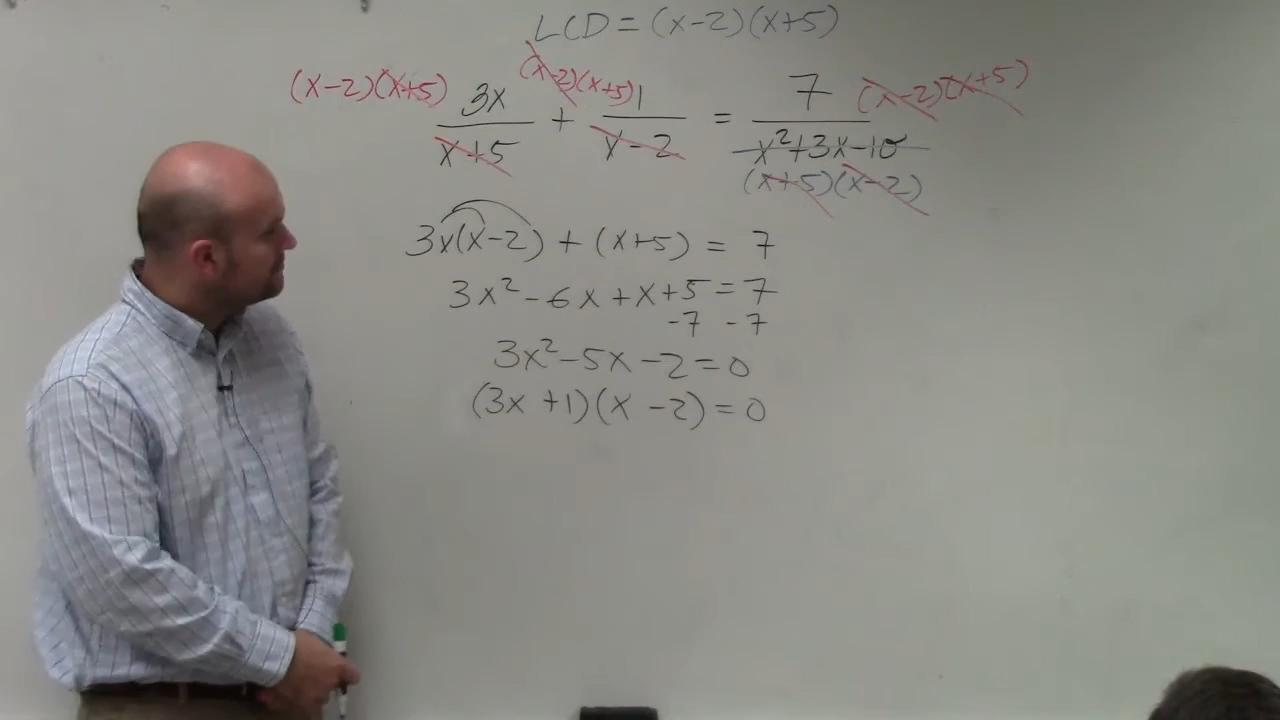 LCD = (x-2)(x+5)
(x-2)(x+5) 3x/(x+5) + (x-2)(x+5) 1/(x-2) = 7/(x²+3x-10) (x-2)(x+5)
(x+5)(x-2)
3x(x-2) + (x+5) = 7
3x² - 6x + x + 5 = 7
-7 -7
3x² - 5x - 2 = 0
(3x + 1)(x - 2) = 0